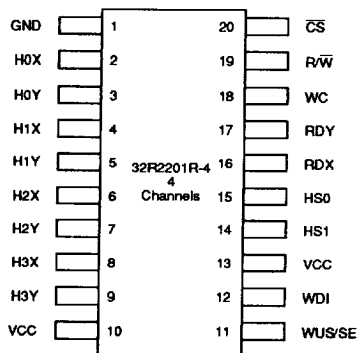 GND 1 20 C̅S̅
H0X 2 19 R/W̅
H0Y 3 18 WC
H1X 4 17 RDY
H1Y 5 16 RDX
32R2201R-4
4
Channels
H2X 6 15 HS0
H2Y 7 14 HS1
H3X 8 13 VCC
H3Y 9 12 WDI
VCC 10 11 WUS/SE